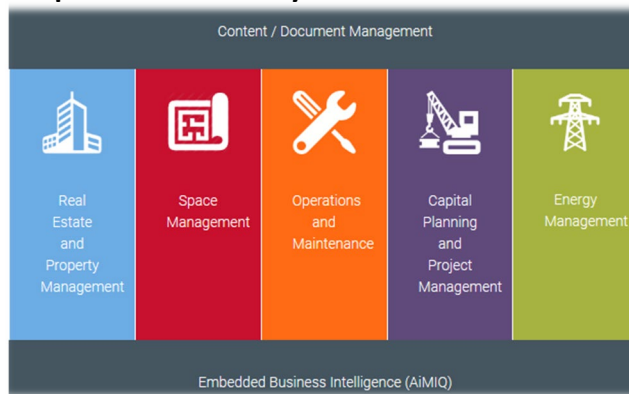 Content / Document Management
Real
Estate
and
Property
Management
Space
Management
Operations
and
Maintenance
Capital
Planning
and
Project
Management
Energy
Management
Embedded Business Intelligence (AiMIQ)